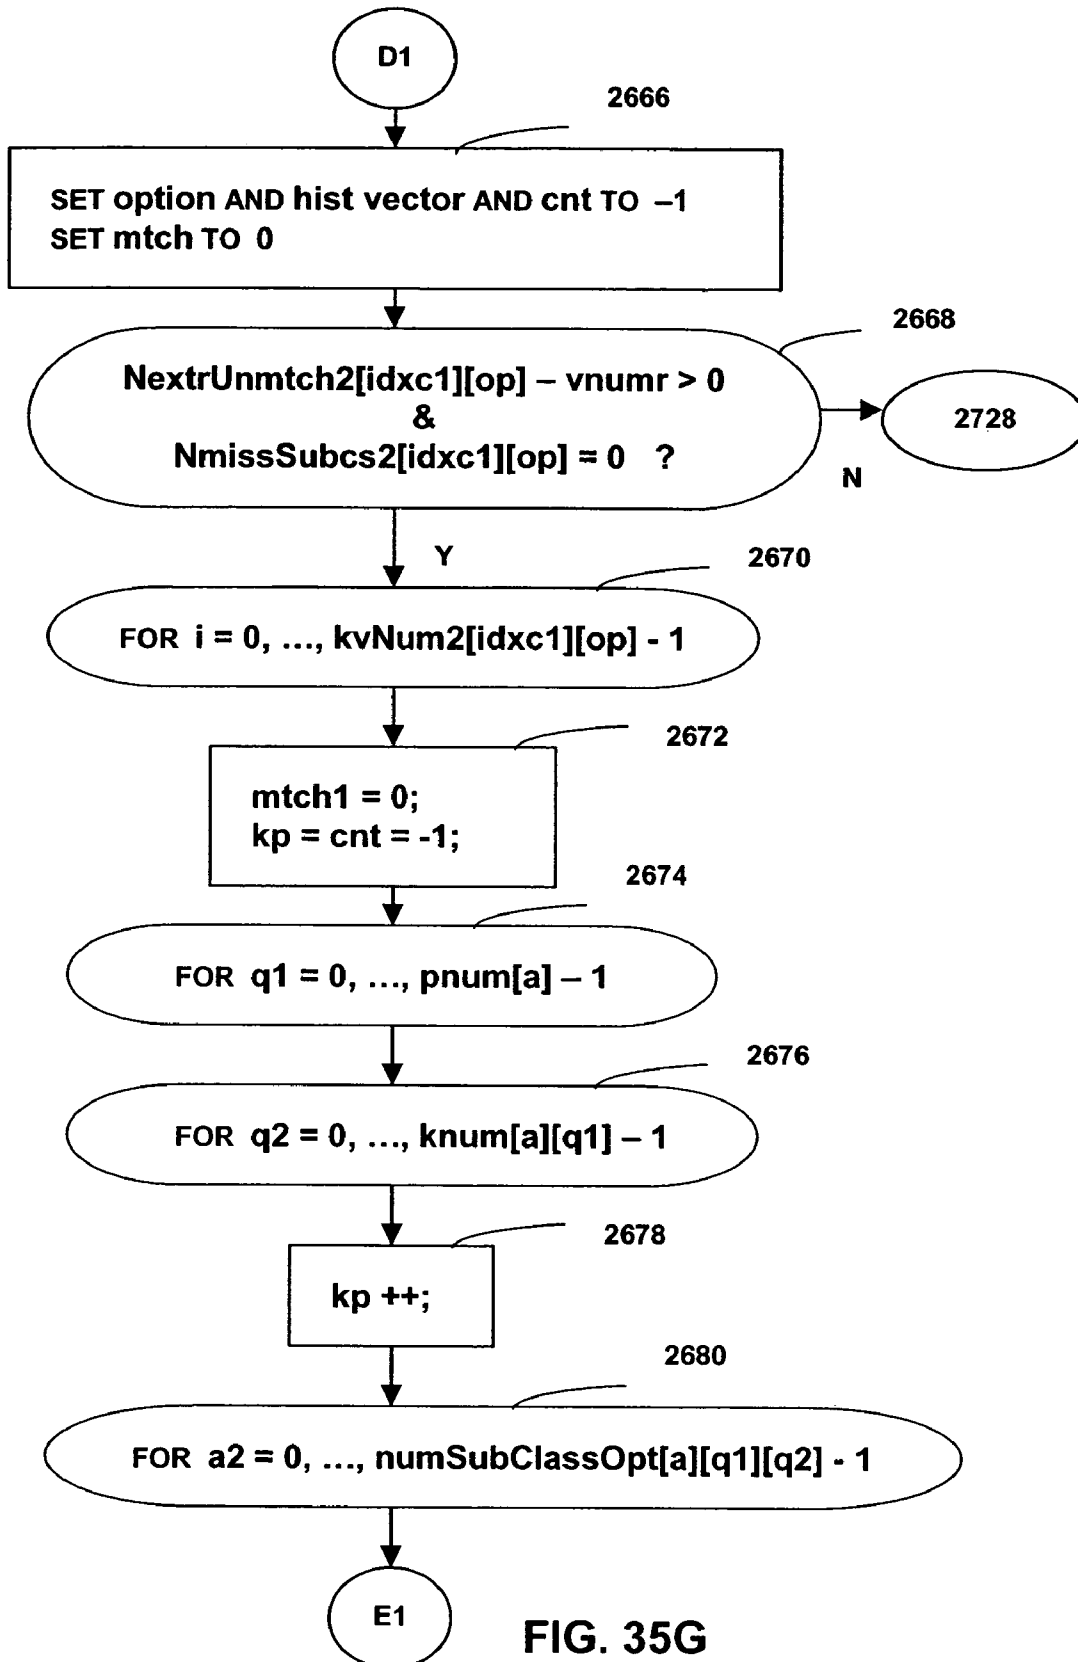 D1
2666
SET option AND hist vector AND cnt TO –1
SET mtch TO 0
2668
NextrUnmtch2[idxc1][op] – vnumr > 0
&
NmissSubcs2[idxc1][op] = 0 ?
2728
N
Y
2670
FOR i = 0, ..., kvNum2[idxc1][op] - 1
2672
mtch1 = 0;
kp = cnt = -1;
2674
FOR q1 = 0, ..., pnum[a] – 1
2676
FOR q2 = 0, ..., knum[a][q1] – 1
2678
kp ++;
2680
FOR a2 = 0, ..., numSubClassOpt[a][q1][q2] - 1
E1
FIG. 35G